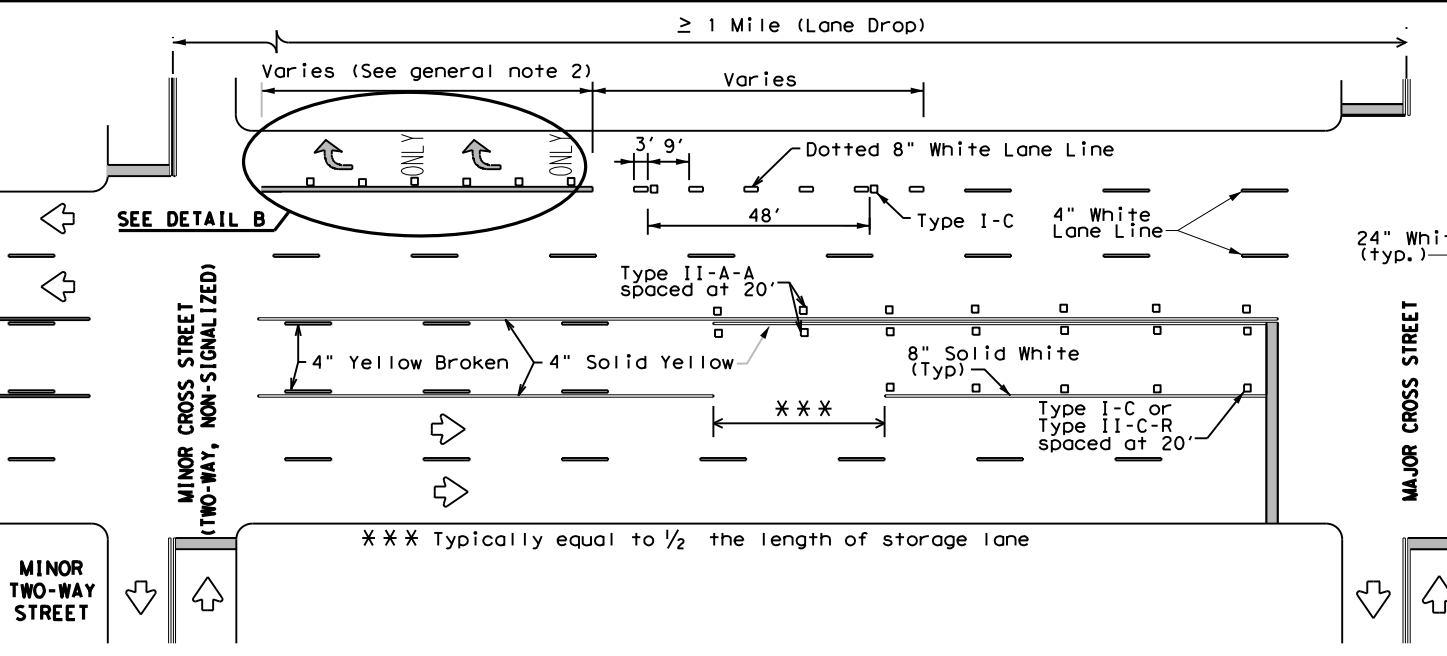 ≥ 1 Mile (Lane Drop)
Varies (See general note 2)
Varies
ONLY
ONLY
3'
9'
Dotted 8" White Lane Line
SEE DETAIL B
48'
Type I-C
4" White
Lane Line
24" Whi
(typ.)
Type II-A-A
spaced at 20'
MINOR CROSS STREET
(TWO-WAY, NON-SIGNALIZED)
4" Yellow Broken
4" Solid Yellow
8" Solid White
(Typ)
***
Type I-C or
Type II-C-R
spaced at 20'
MAJOR CROSS STREET
*** Typically equal to ½ the length of storage lane
MINOR
TWO-WAY
STREET